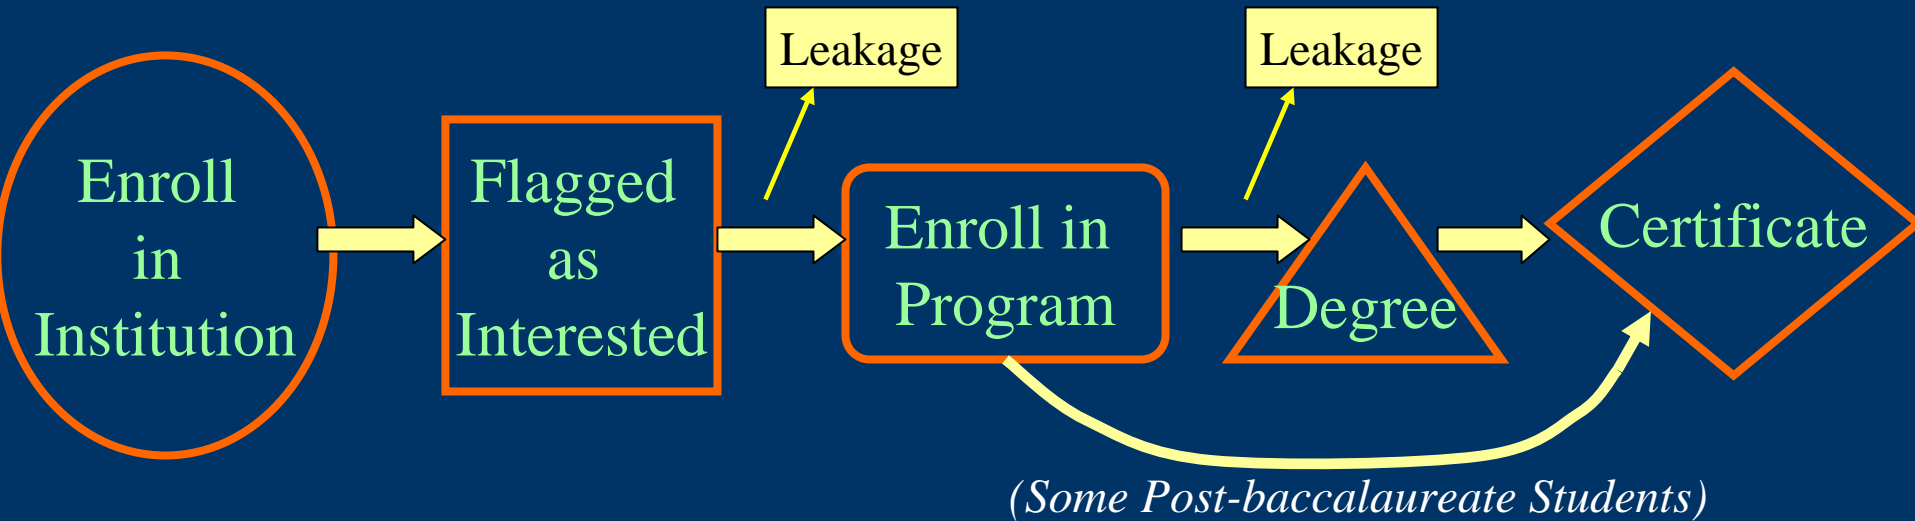 Leakage
Leakage
Enroll
in
Institution
Flagged
as
Interested
Enroll in
Program
Degree
Certificate
(Some Post-baccalaureate Students)